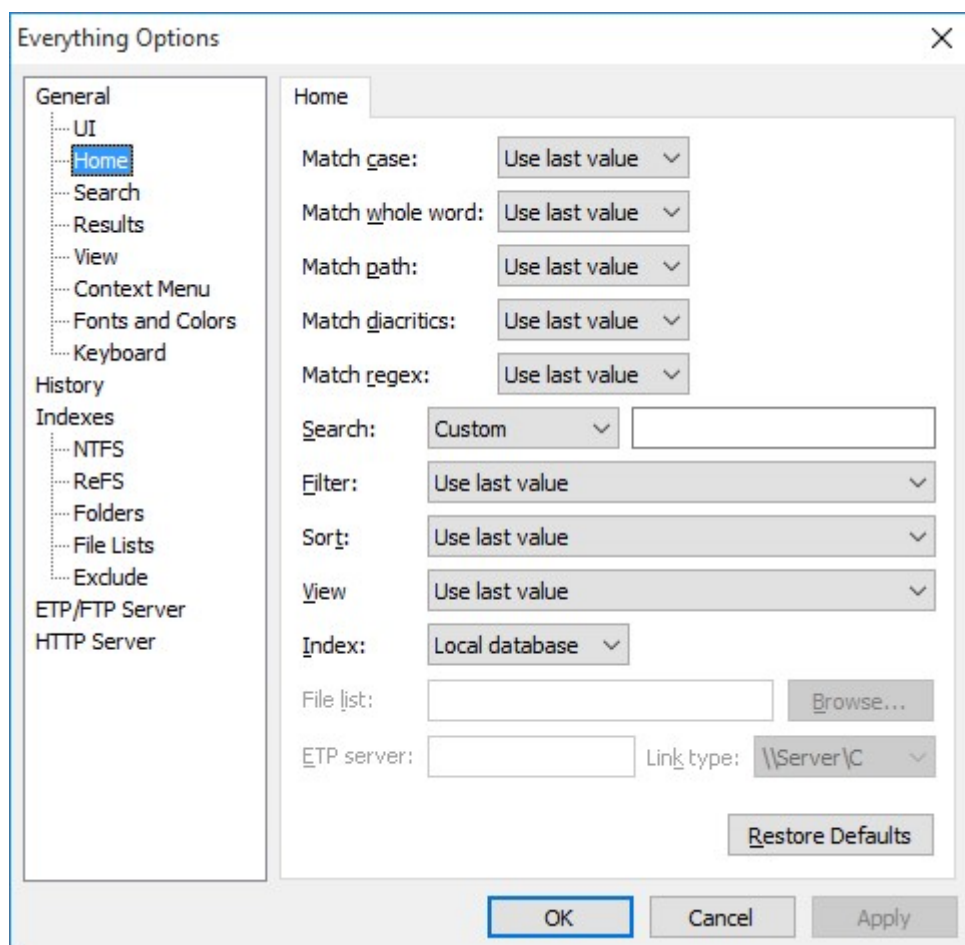 Everything Options
General
UI
Home
Search
Results
View
Context Menu
Fonts and Colors
Keyboard
History
Indexes
NTFS
ReFS
Folders
File Lists
Exclude
ETP/FTP Server
HTTP Server
Home
Match case: Use last value
Match whole word: Use last value
Match path: Use last value
Match diacritics: Use last value
Match regex: Use last value
Search: Custom
Filter: Use last value
Sort: Use last value
View Use last value
Index: Local database
File list: Browse...
ETP server: Link type: \\Server\C
Restore Defaults
OK Cancel Apply